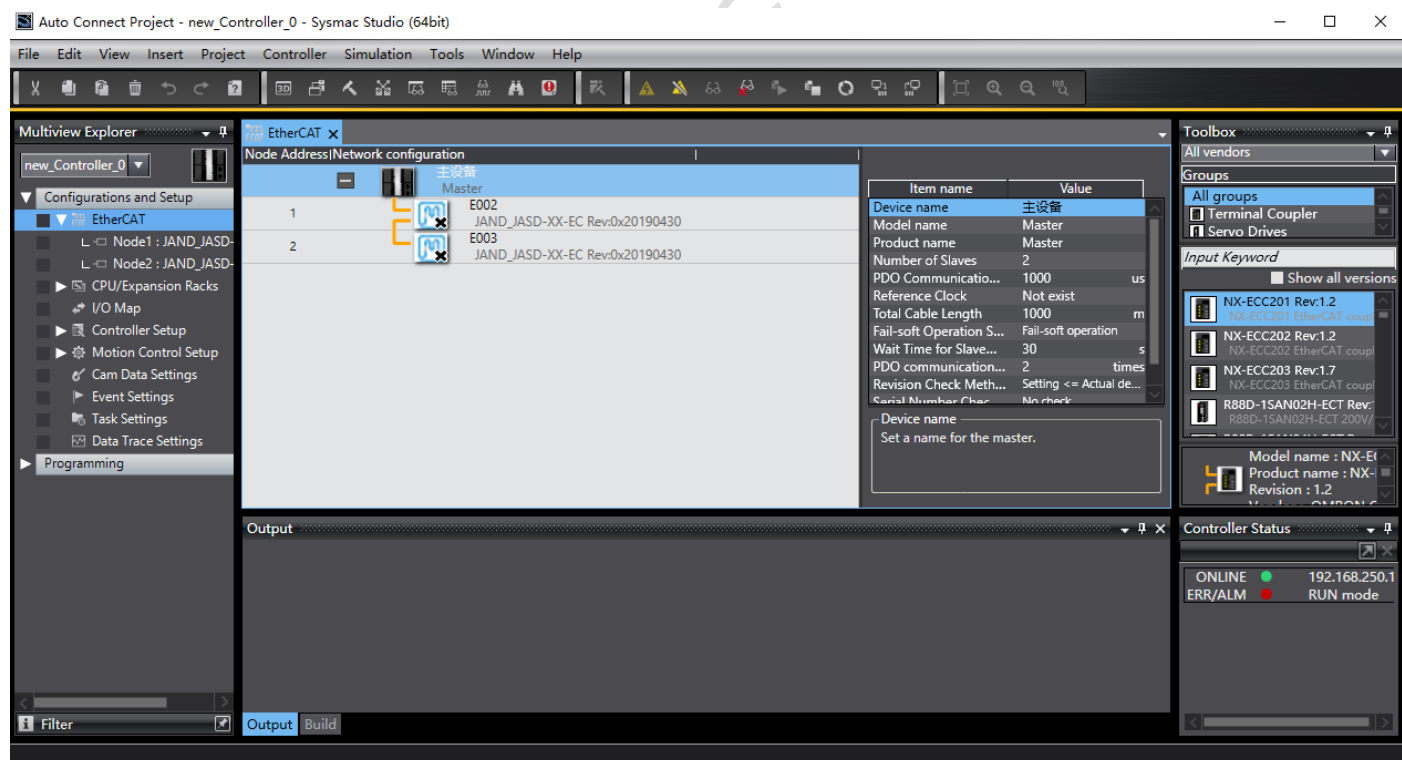 Auto Connect Project - new_Controller_0 - Sysmac Studio (64bit)
File Edit View Insert Project Controller Simulation Tools Window Help
Multiview Explorer
new_Controller_0
Configurations and Setup
EtherCAT
Node1 : JAND_JASD-
Node2 : JAND_JASD-
CPU/Expansion Racks
I/O Map
Controller Setup
Motion Control Setup
Cam Data Settings
Event Settings
Task Settings
Data Trace Settings
Programming
Filter
EtherCAT
Node Address|Network configuration
主设备
Master
1 E002
JAND_JASD-XX-EC Rev:0x20190430
2 E003
JAND_JASD-XX-EC Rev:0x20190430
Item name Value
Device name 主设备
Model name Master
Product name Master
Number of Slaves 2
PDO Communicatio... 1000 us
Reference Clock Not exist
Total Cable Length 1000 m
Fail-soft Operation S... Fail-soft operation
Wait Time for Slave... 30 s
PDO communication... 2 times
Revision Check Meth... Setting <= Actual de...
Serial Number Chec... No check
Device name
Set a name for the master.
Output
Output Build
Toolbox
All vendors
Groups
All groups
Terminal Coupler
Servo Drives
Input Keyword
Show all versions
NX-ECC201 Rev:1.2
NX-ECC201 EtherCAT coup
NX-ECC202 Rev:1.2
NX-ECC202 EtherCAT coupl
NX-ECC203 Rev:1.7
NX-ECC203 EtherCAT coupl
R88D-1SAN02H-ECT Rev:
R88D-1SAN02H-ECT 200V/
Model name : NX-E
Product name : NX-
Revision : 1.2
Controller Status
ONLINE 192.168.250.1
ERR/ALM RUN mode